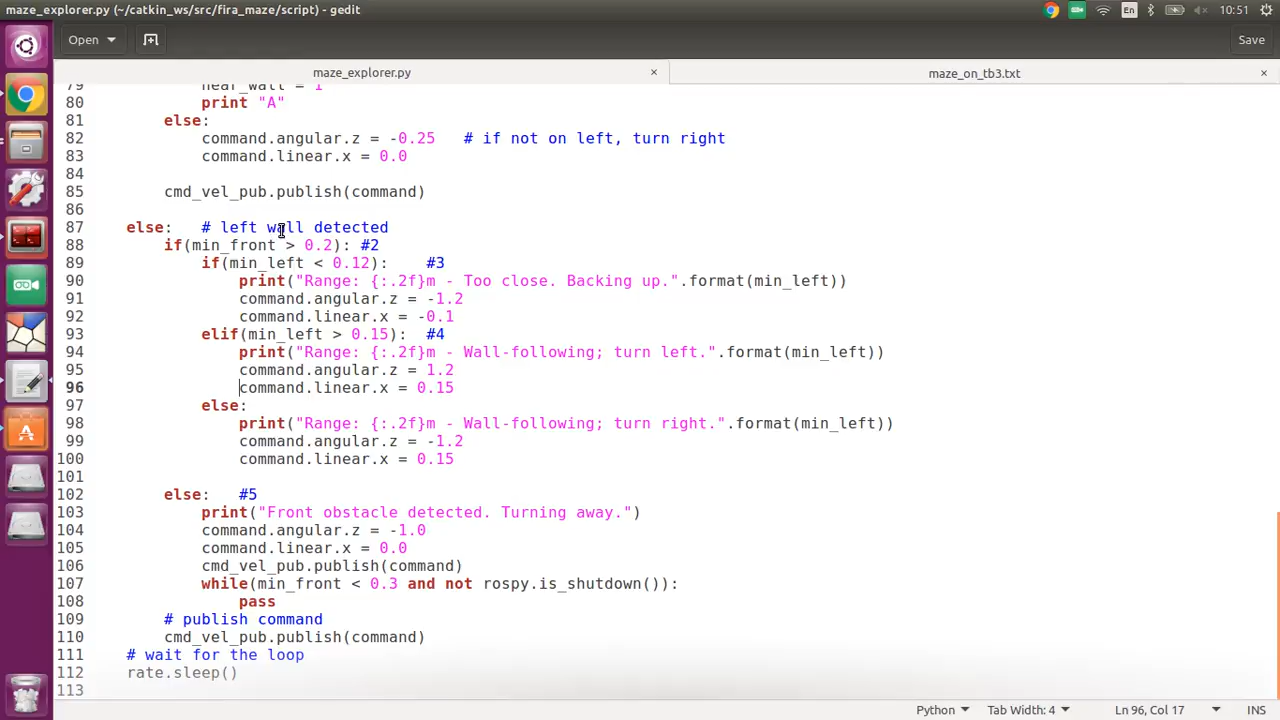 maze_explorer.py (~/catkin_ws/src/fira_maze/script) - gedit
En
10:51
Open
Save
maze_explorer.py ×
maze_on_tb3.txt ×
79 near_wall = 1
80 print "A"
81 else:
82 command.angular.z = -0.25 # if not on left, turn right
83 command.linear.x = 0.0
84
85 cmd_vel_pub.publish(command)
86
87 else: # left wall detected
88 if(min_front > 0.2): #2
89 if(min_left < 0.12): #3
90 print("Range: {:.2f}m - Too close. Backing up.".format(min_left))
91 command.angular.z = -1.2
92 command.linear.x = -0.1
93 elif(min_left > 0.15): #4
94 print("Range: {:.2f}m - Wall-following; turn left.".format(min_left))
95 command.angular.z = 1.2
96 command.linear.x = 0.15
97 else:
98 print("Range: {:.2f}m - Wall-following; turn right.".format(min_left))
99 command.angular.z = -1.2
100 command.linear.x = 0.15
101
102 else: #5
103 print("Front obstacle detected. Turning away.")
104 command.angular.z = -1.0
105 command.linear.x = 0.0
106 cmd_vel_pub.publish(command)
107 while(min_front < 0.3 and not rospy.is_shutdown()):
108 pass
109 # publish command
110 cmd_vel_pub.publish(command)
111 # wait for the loop
112 rate.sleep()
113
Python Tab Width: 4 Ln 96, Col 17 INS